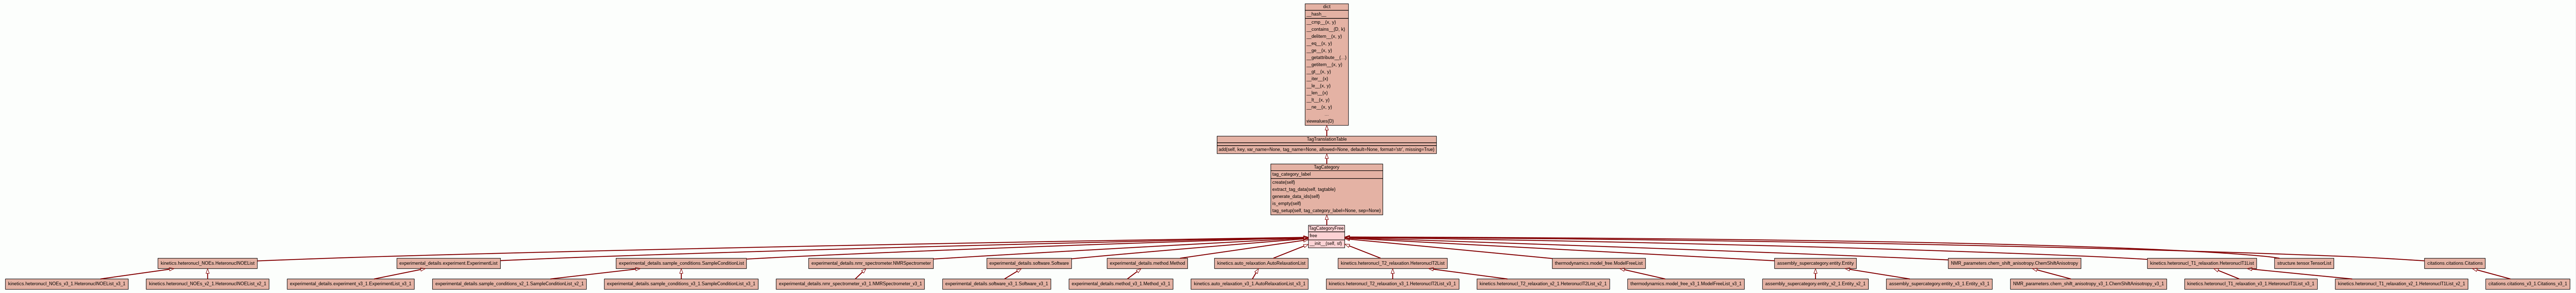 dict
__hash__
__cmp__(x, y)
__contains__(D, k)
__delitem__(x, y)
__eq__(x, y)
__ge__(x, y)
__getattribute__(...)
__getitem__(x, y)
__gt__(x, y)
__iter__(x)
__le__(x, y)
__len__(x)
__lt__(x, y)
__ne__(x, y)
...
viewvalues(D)
TagTranslationTable
add(self, key, var_name=None, tag_name=None, allowed=None, default=None, format='str', missing=True)
TagCategory
tag_category_label
create(self)
extract_tag_data(self, tagtable)
generate_data_ids(self)
is_empty(self)
tag_setup(self, tag_category_label=None, sep=None)
TagCategoryFree
free
__init__(self, sf)
kinetics.heteronucl_NOEs.HeteronuclNOEList
experimental_details.experiment.ExperimentList
experimental_details.sample_conditions.SampleConditionList
experimental_details.nmr_spectrometer.NMRSpectrometer
experimental_details.software.Software
experimental_details.method.Method
kinetics.auto_relaxation.AutoRelaxationList
kinetics.heteronucl_T2_relaxation.HeteronuclT2List
thermodynamics.model_free.ModelFreeList
assembly_supercategory.entity.Entity
NMR_parameters.chem_shift_anisotropy.ChemShiftAnisotropy
kinetics.heteronucl_T1_relaxation.HeteronuclT1List
structure.tensor.TensorList
citations.citations.Citations
kinetics.heteronucl_NOEs_v3_1.HeteronuclNOEList_v3_1
kinetics.heteronucl_NOEs_v2_1.HeteronuclNOEList_v2_1
experimental_details.experiment_v3_1.ExperimentList_v3_1
experimental_details.sample_conditions_v2_1.SampleConditionList_v2_1
experimental_details.sample_conditions_v3_1.SampleConditionList_v3_1
experimental_details.nmr_spectrometer_v3_1.NMRSpectrometer_v3_1
experimental_details.software_v3_1.Software_v3_1
experimental_details.method_v3_1.Method_v3_1
kinetics.auto_relaxation_v3_1.AutoRelaxationList_v3_1
kinetics.heteronucl_T2_relaxation_v3_1.HeteronuclT2List_v3_1
kinetics.heteronucl_T2_relaxation_v2_1.HeteronuclT2List_v2_1
thermodynamics.model_free_v3_1.ModelFreeList_v3_1
assembly_supercategory.entity_v2_1.Entity_v2_1
assembly_supercategory.entity_v3_1.Entity_v3_1
NMR_parameters.chem_shift_anisotropy_v3_1.ChemShiftAnisotropy_v3_1
kinetics.heteronucl_T1_relaxation_v3_1.HeteronuclT1List_v3_1
kinetics.heteronucl_T1_relaxation_v2_1.HeteronuclT1List_v2_1
citations.citations_v3_1.Citations_v3_1